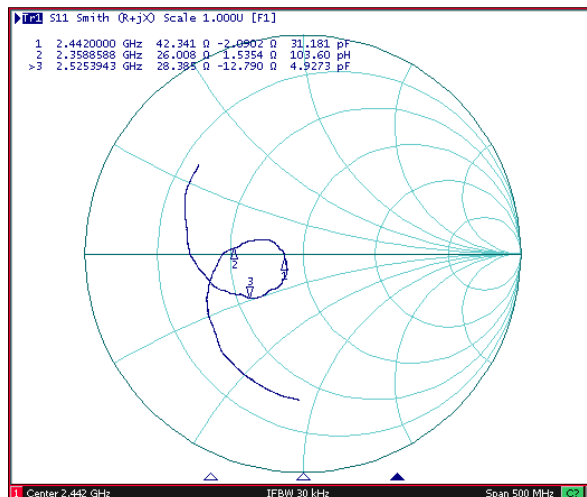 Tr1 S11 Smith (R+jX) Scale 1.000U [F1]
1 2.4420000 GHz 42.341 Ω -2.0902 Ω 31.181 pF
2 2.3588588 GHz 26.008 Ω 1.5354 Ω 103.60 pH
>3 2.5253943 GHz 28.385 Ω -12.790 Ω 4.9273 pF
2
1
3
1 Center 2.442 GHz IFBW 30 kHz Span 500 MHz C?